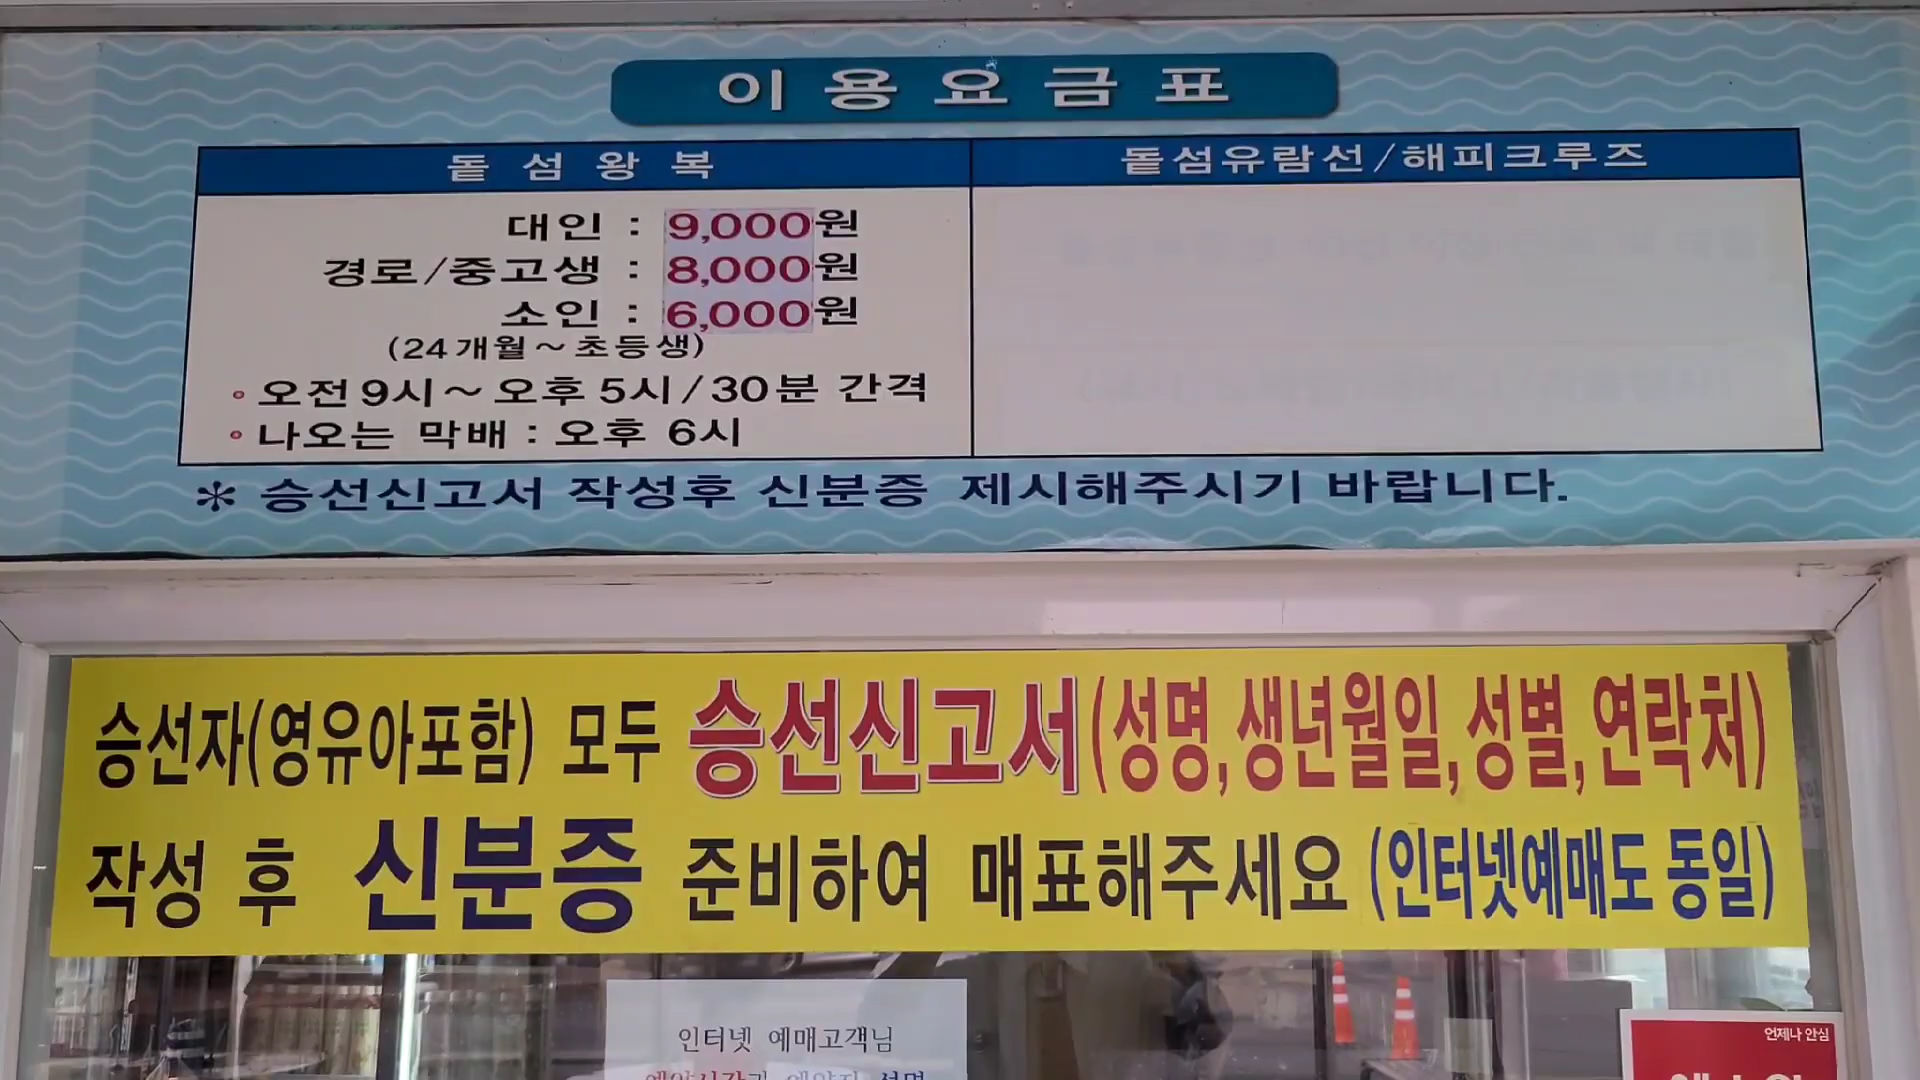 이용요금표
돝섬왕복
돝섬유람선/해피크루즈
대인 : 9,000원
경로/중고생 : 8,000원
소인 : 6,000원
(24개월~초등생)
• 오전 9시~오후 5시/30분 간격
• 나오는 막배 : 오후 6시
* 승선신고서 작성후 신분증 제시해주시기 바랍니다.
승선자(영유아포함) 모두 승선신고서(성명,생년월일,성별,연락처)
작성 후 신분증 준비하여 매표해주세요 (인터넷예매도 동일)
인터넷 예매고객님
언제나 안심